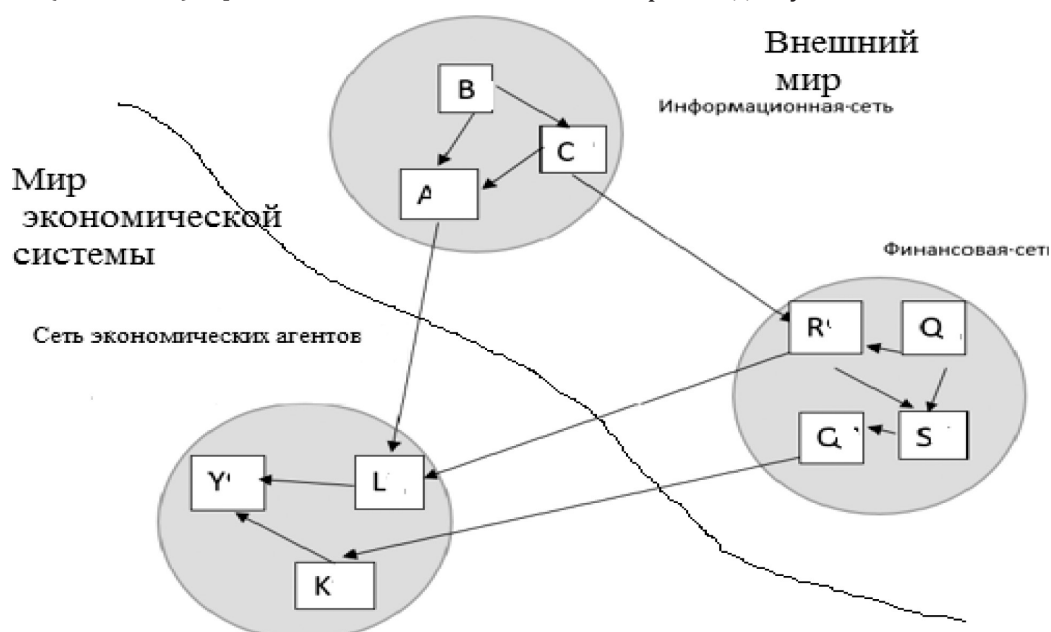 Внешний
мир
Информационная-сеть
B
C
A
Мир
экономической
системы
Финансовая-сеть
R
Q
Сеть экономических агентов
S
Y
L
K